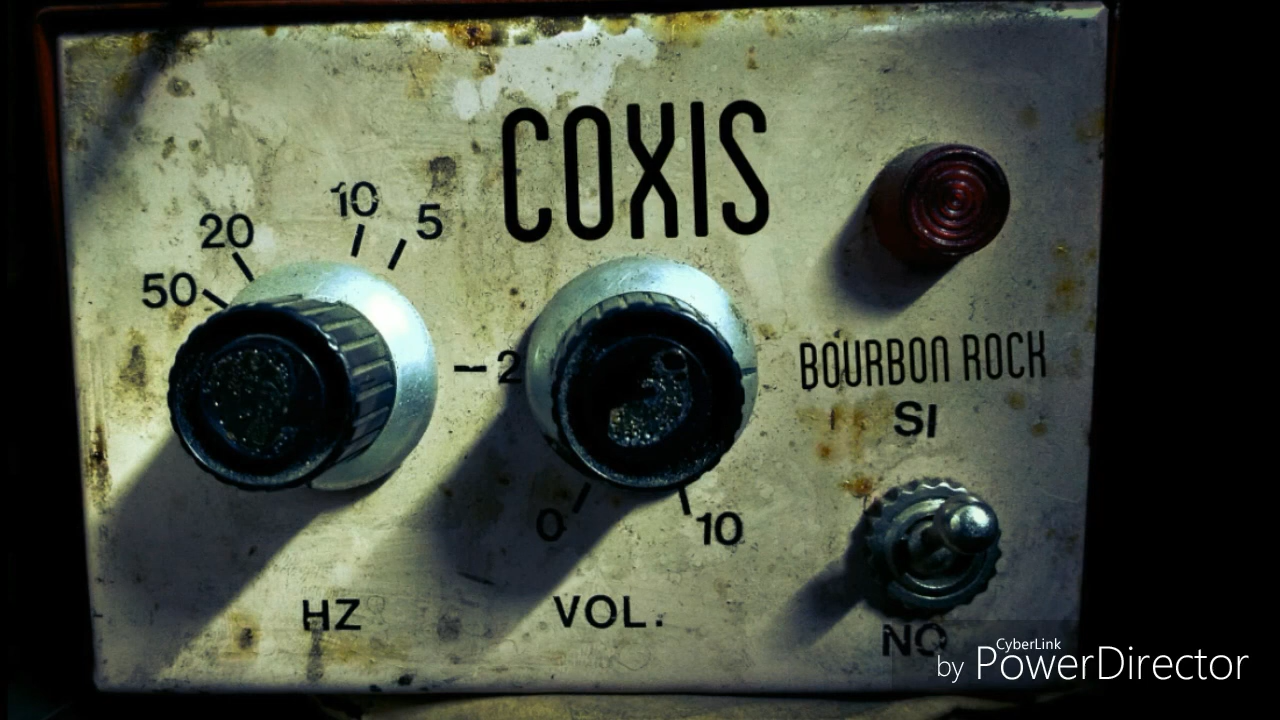 COXIS
10
5
20
50
2
BOURBON ROCK
SI
0
10
HZ
VOL.
NO
CyberLink
by PowerDirector